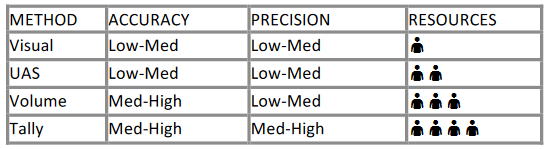 METHOD ACCURACY PRECISION RESOURCES
Visual Low-Med Low-Med
UAS Low-Med Low-Med
Volume Med-High Low-Med
Tally Med-High Med-High